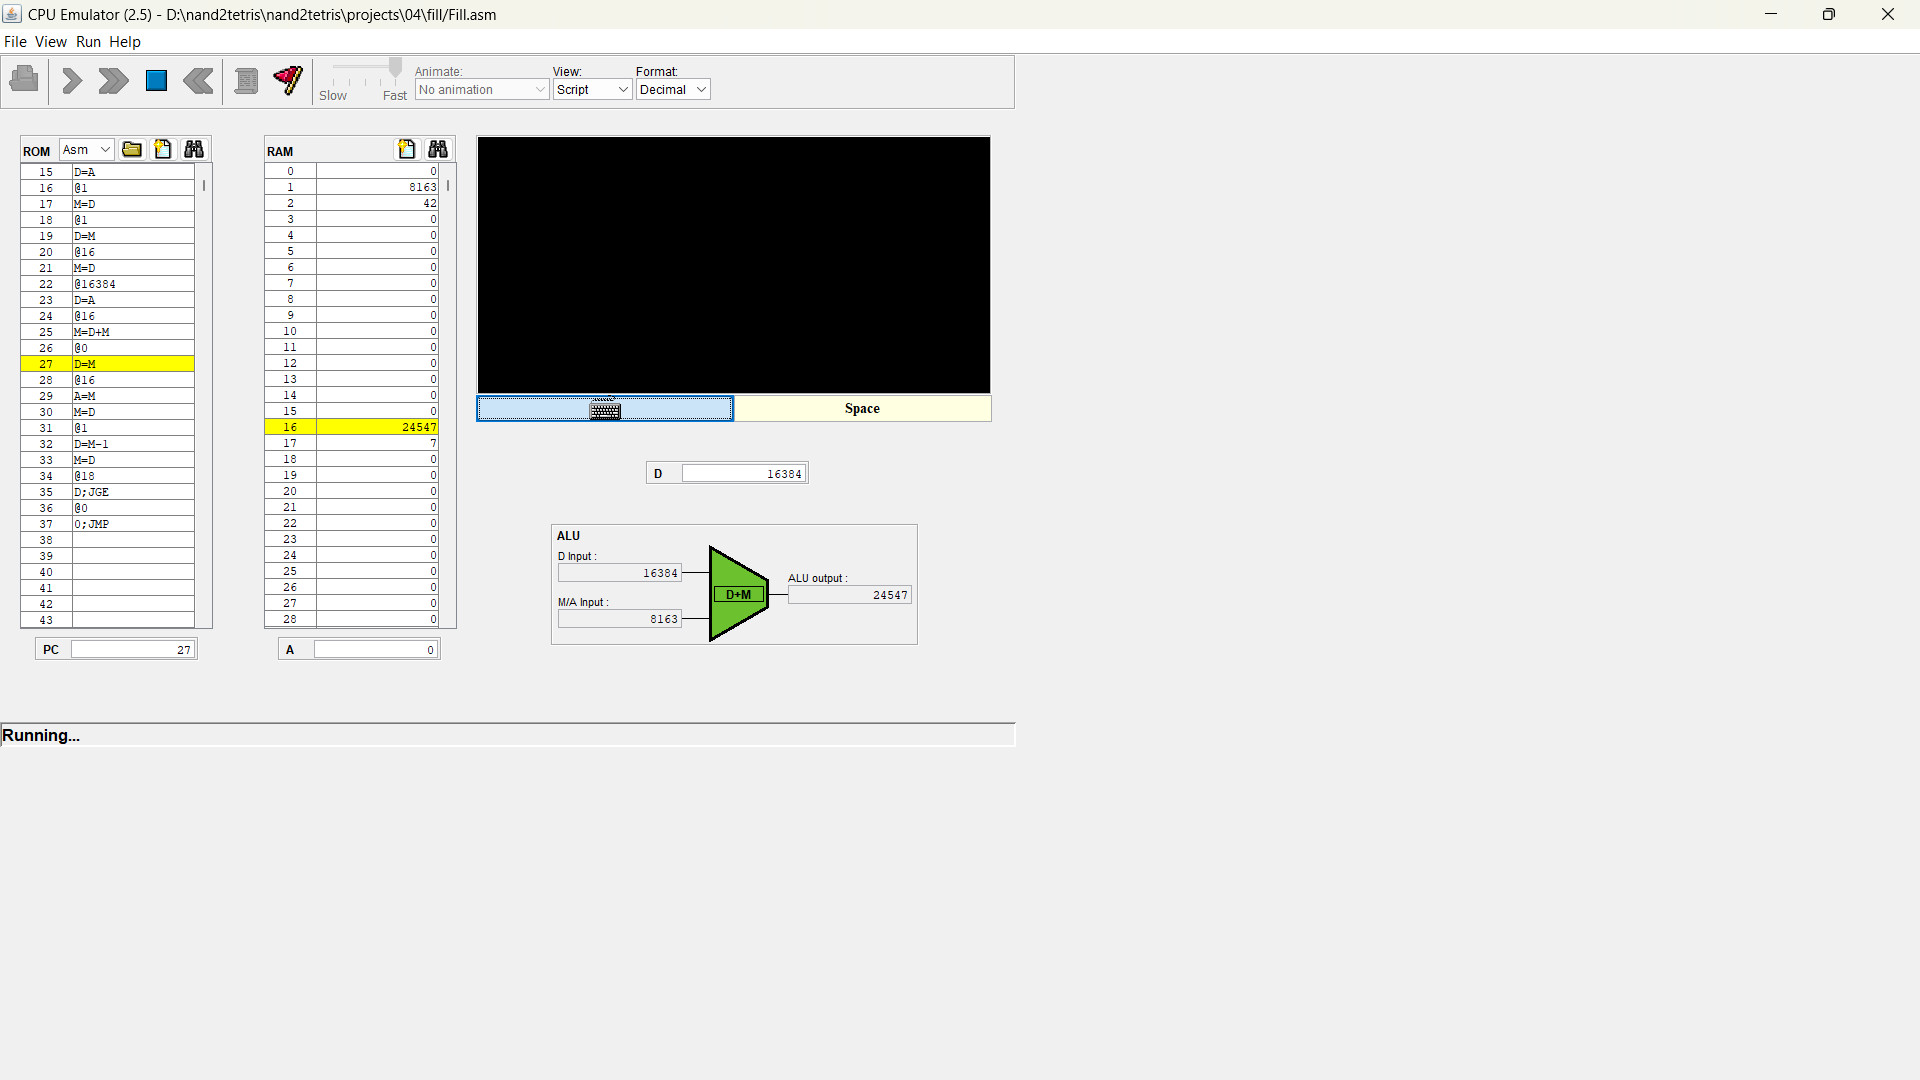 CPU Emulator (2.5) - D:\nand2tetris\nand2tetris\projects\04\fill/Fill.asm
File View Run Help
Slow Fast
Animate:
No animation
View:
Script
Format:
Decimal
ROM Asm
15 D=A
16 @1
17 M=D
18 @1
19 D=M
20 @16
21 M=D
22 @16384
23 D=A
24 @16
25 M=D+M
26 @0
27 D=M
28 @16
29 A=M
30 M=D
31 @1
32 D=M-1
33 M=D
34 @18
35 D;JGE
36 @0
37 0;JMP
38
39
40
41
42
43
PC 27
RAM
0 0
1 8163
2 42
3 0
4 0
5 0
6 0
7 0
8 0
9 0
10 0
11 0
12 0
13 0
14 0
15 0
16 24547
17 7
18 0
19 0
20 0
21 0
22 0
23 0
24 0
25 0
26 0
27 0
28 0
A 0
Space
D 16384
ALU
D Input :
16384
M/A Input :
8163
D+M
ALU output :
24547
Running...